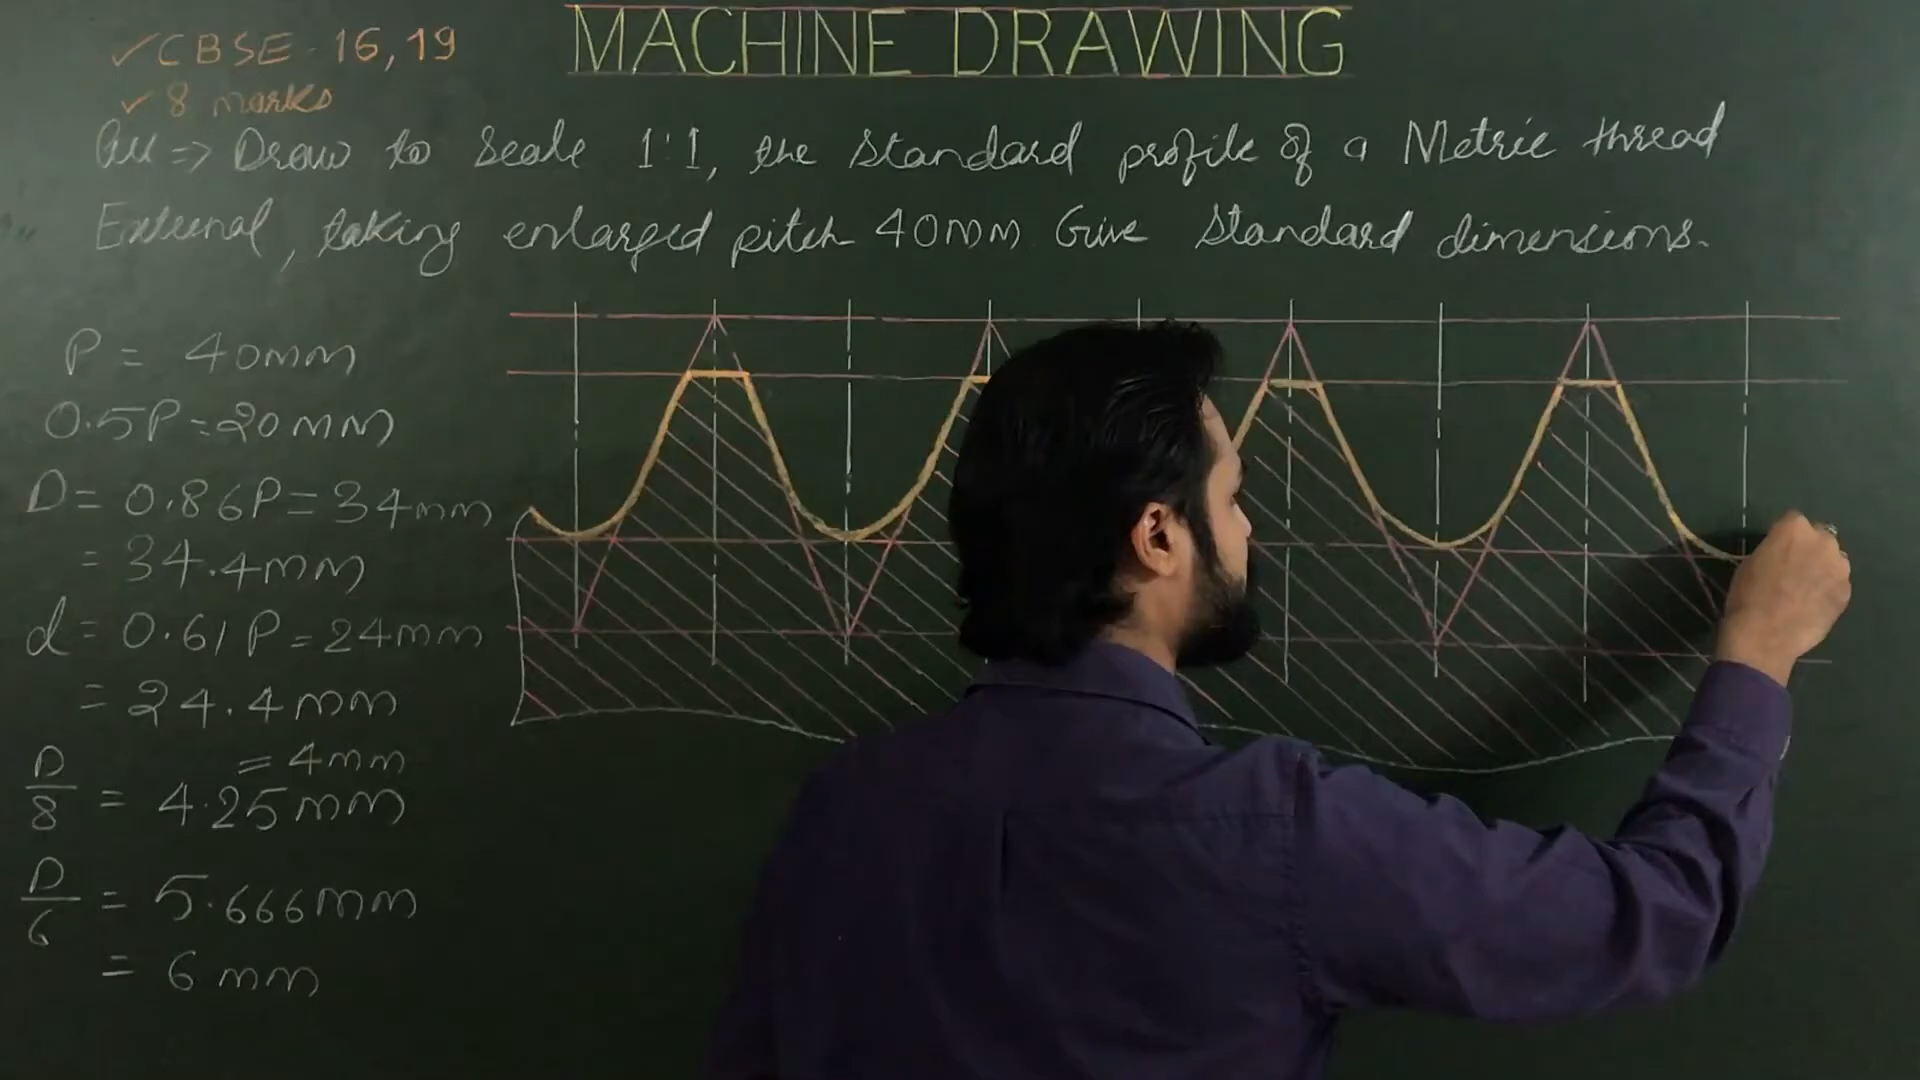 MACHINE DRAWING
✓ CBSE - 16, 19
✓ 8 marks
⇒ Draw to Scale 1:1, the Standard profile of a Metric thread
External, taking enlarged pitch 40mm Give Standard dimensions.
P = 40mm
0.5P = 20mm
D = 0.86P = 34mm
= 34.4mm
d = 0.61P = 24mm
= 24.4mm
= 4mm
D/8 = 4.25mm
D/6 = 5.666mm
= 6mm